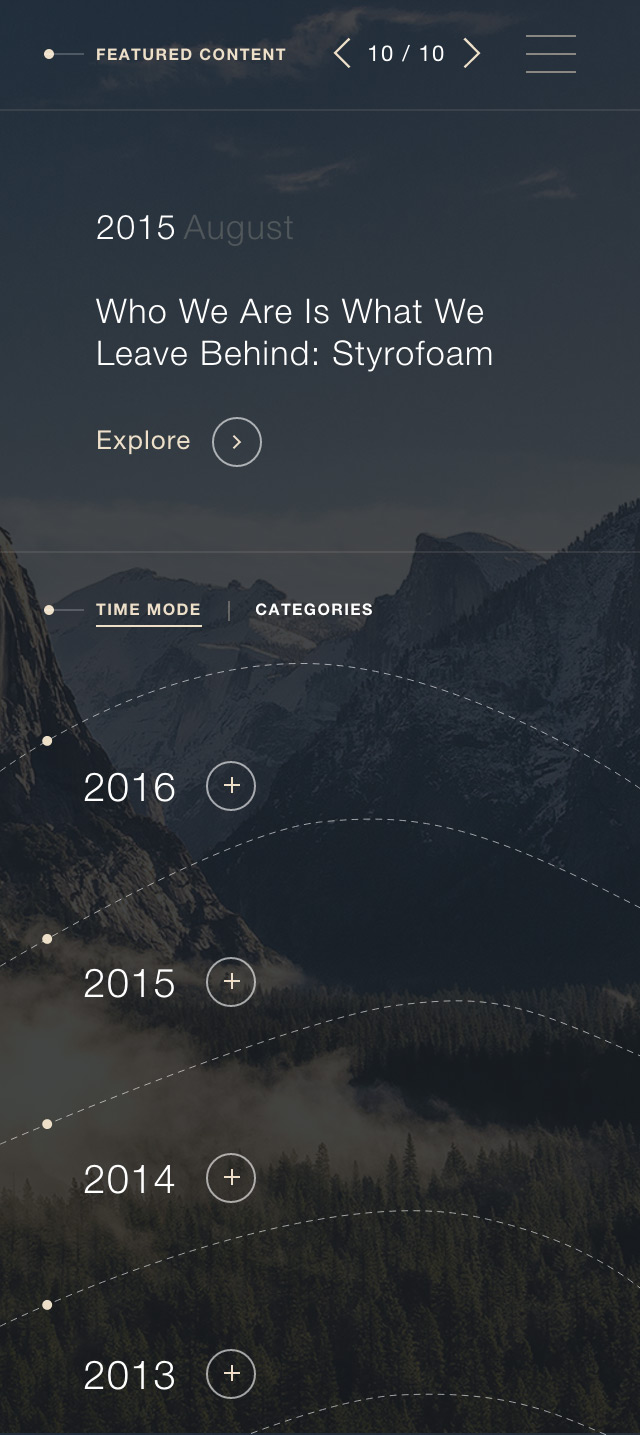 FEATURED CONTENT
10 / 10
2015 August
Who We Are Is What We
Leave Behind: Styrofoam
Explore
TIME MODE | CATEGORIES
2016
2015
2014
2013